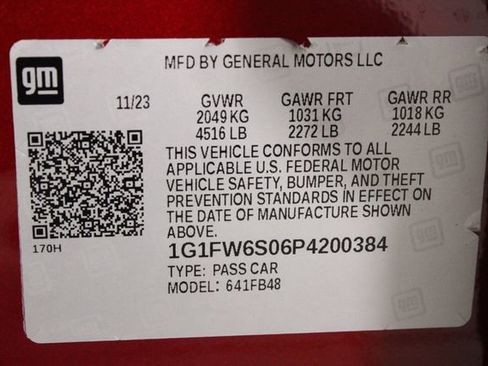 gm
MFD BY GENERAL MOTORS LLC
11/23 GVWR GAWR FRT GAWR RR
2049 KG 1031 KG 1018 KG
4516 LB 2272 LB 2244 LB
THIS VEHICLE CONFORMS TO ALL
APPLICABLE U.S. FEDERAL MOTOR
VEHICLE SAFETY, BUMPER, AND THEFT
PREVENTION STANDARDS IN EFFECT ON
THE DATE OF MANUFACTURE SHOWN
ABOVE.
170H
1G1FW6S06P4200384
TYPE: PASS CAR
MODEL: 641FB48